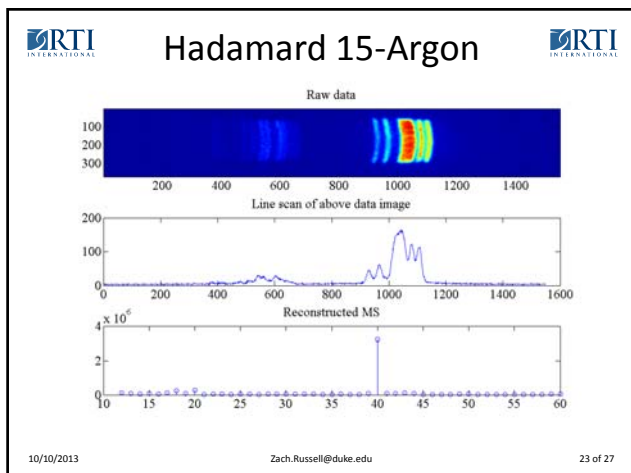 RTI
INTERNATIONAL
Hadamard 15-Argon
RTI
INTERNATIONAL
Raw data
100
200
300
200 400 600 800 1000 1200 1400
Line scan of above data image
200
100
0
0 200 400 600 800 1000 1200 1400 1600
Reconstructed MS
x 10⁶
4
2
0
10 15 20 25 30 35 40 45 50 55 60
10/10/2013 Zach.Russell@duke.edu 23 of 27